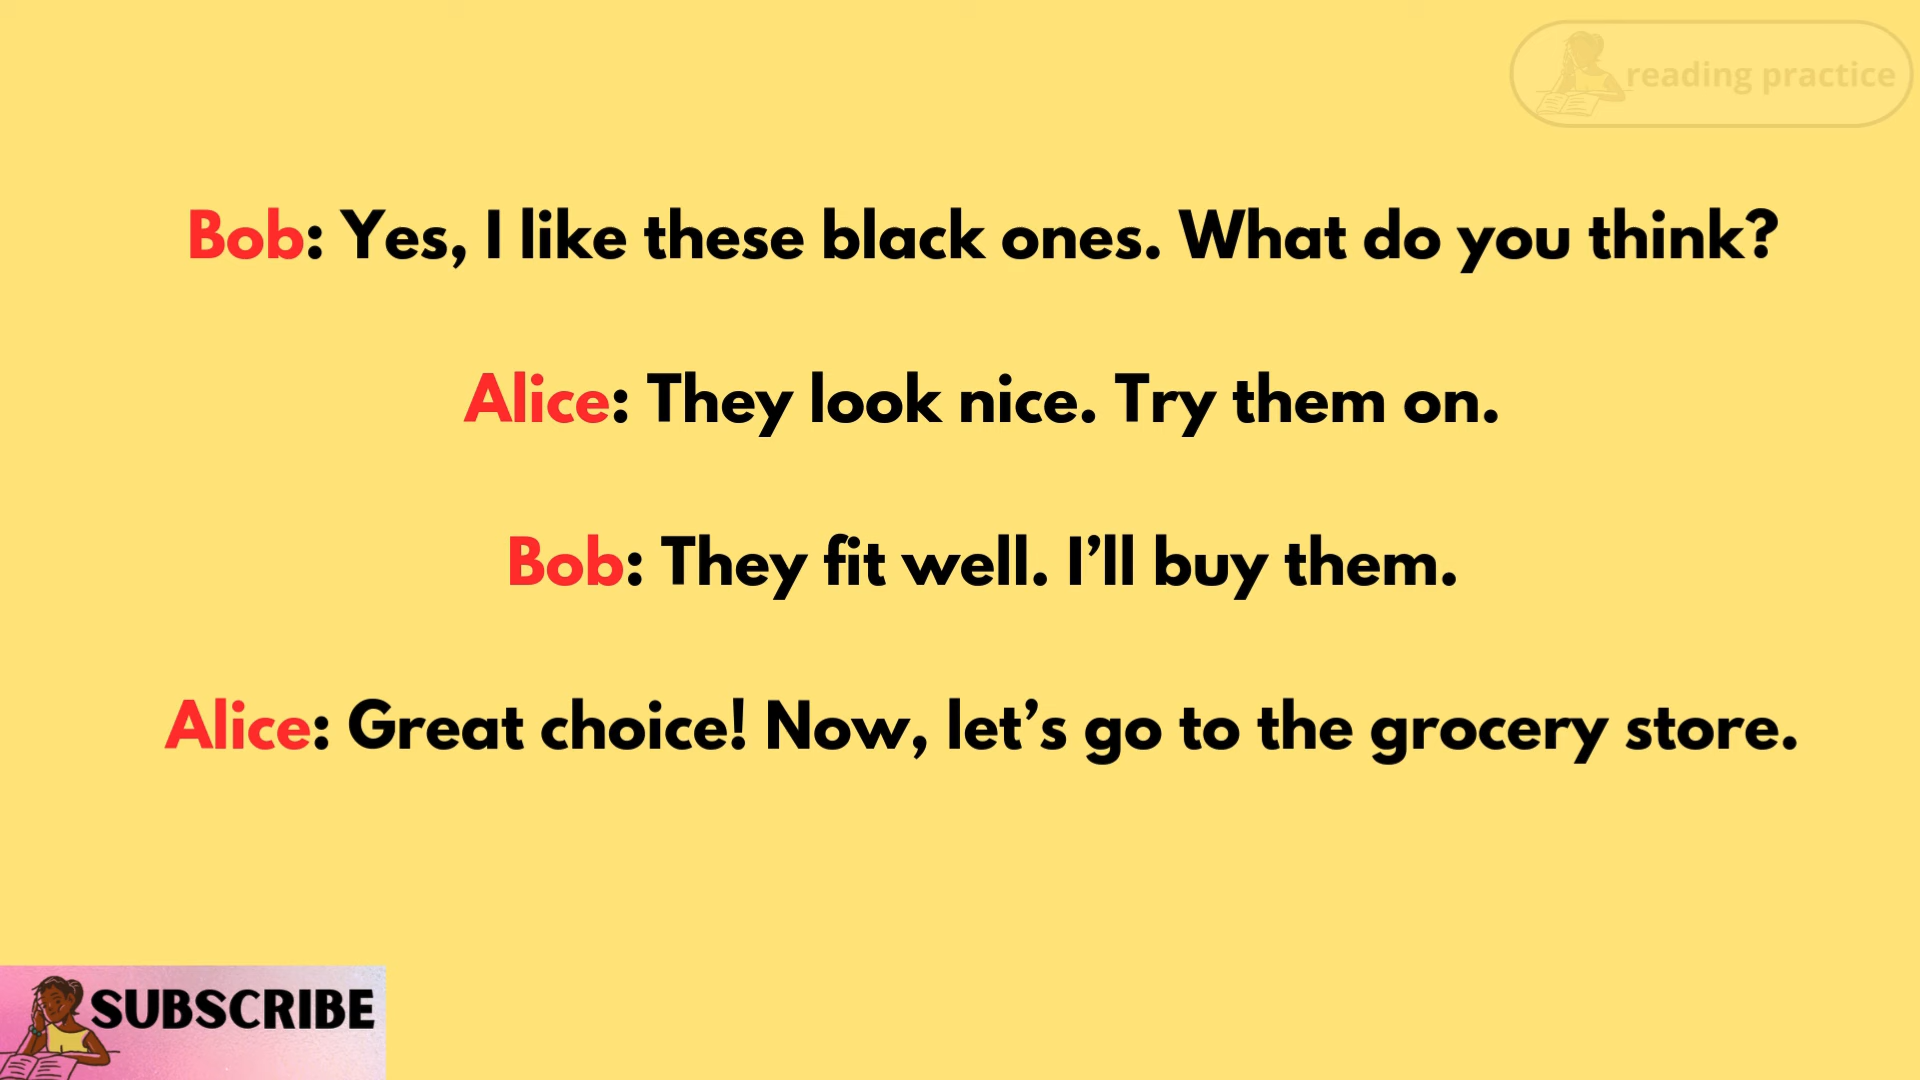 reading practice
Bob: Yes, I like these black ones. What do you think?
Alice: They look nice. Try them on.
Bob: They fit well. I’ll buy them.
Alice: Great choice! Now, let’s go to the grocery store.
SUBSCRIBE